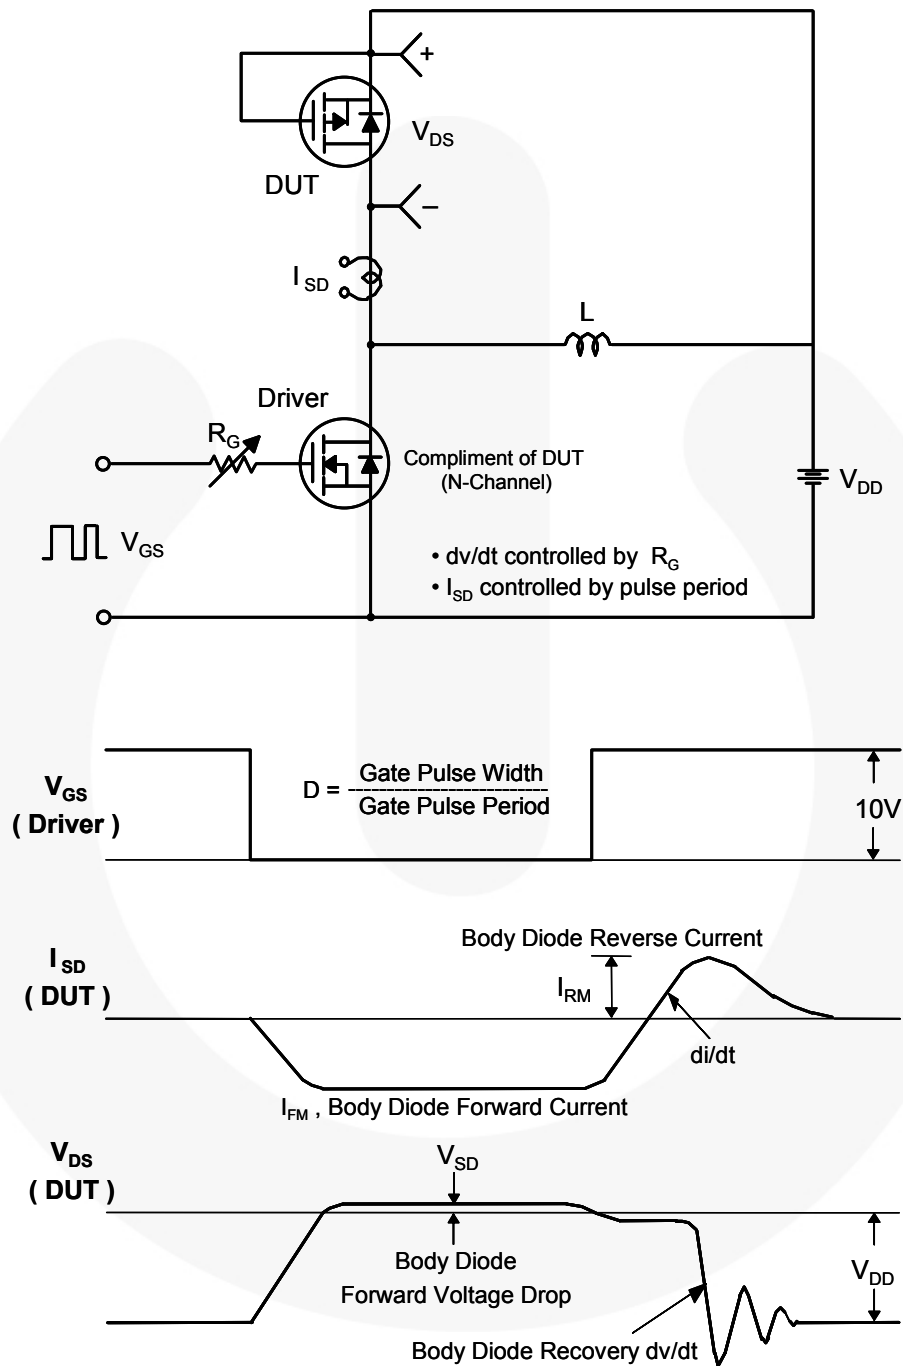 +
V_DS
DUT
−
I_SD
L
Driver
R_G
Compliment of DUT
(N-Channel)
V_DD
V_GS
• dv/dt controlled by R_G
• I_SD controlled by pulse period
V_GS
( Driver )
D = Gate Pulse Width
Gate Pulse Period
10V
I_SD
( DUT )
Body Diode Reverse Current
I_RM
di/dt
I_FM , Body Diode Forward Current
V_DS
( DUT )
V_SD
Body Diode
Forward Voltage Drop
V_DD
Body Diode Recovery dv/dt